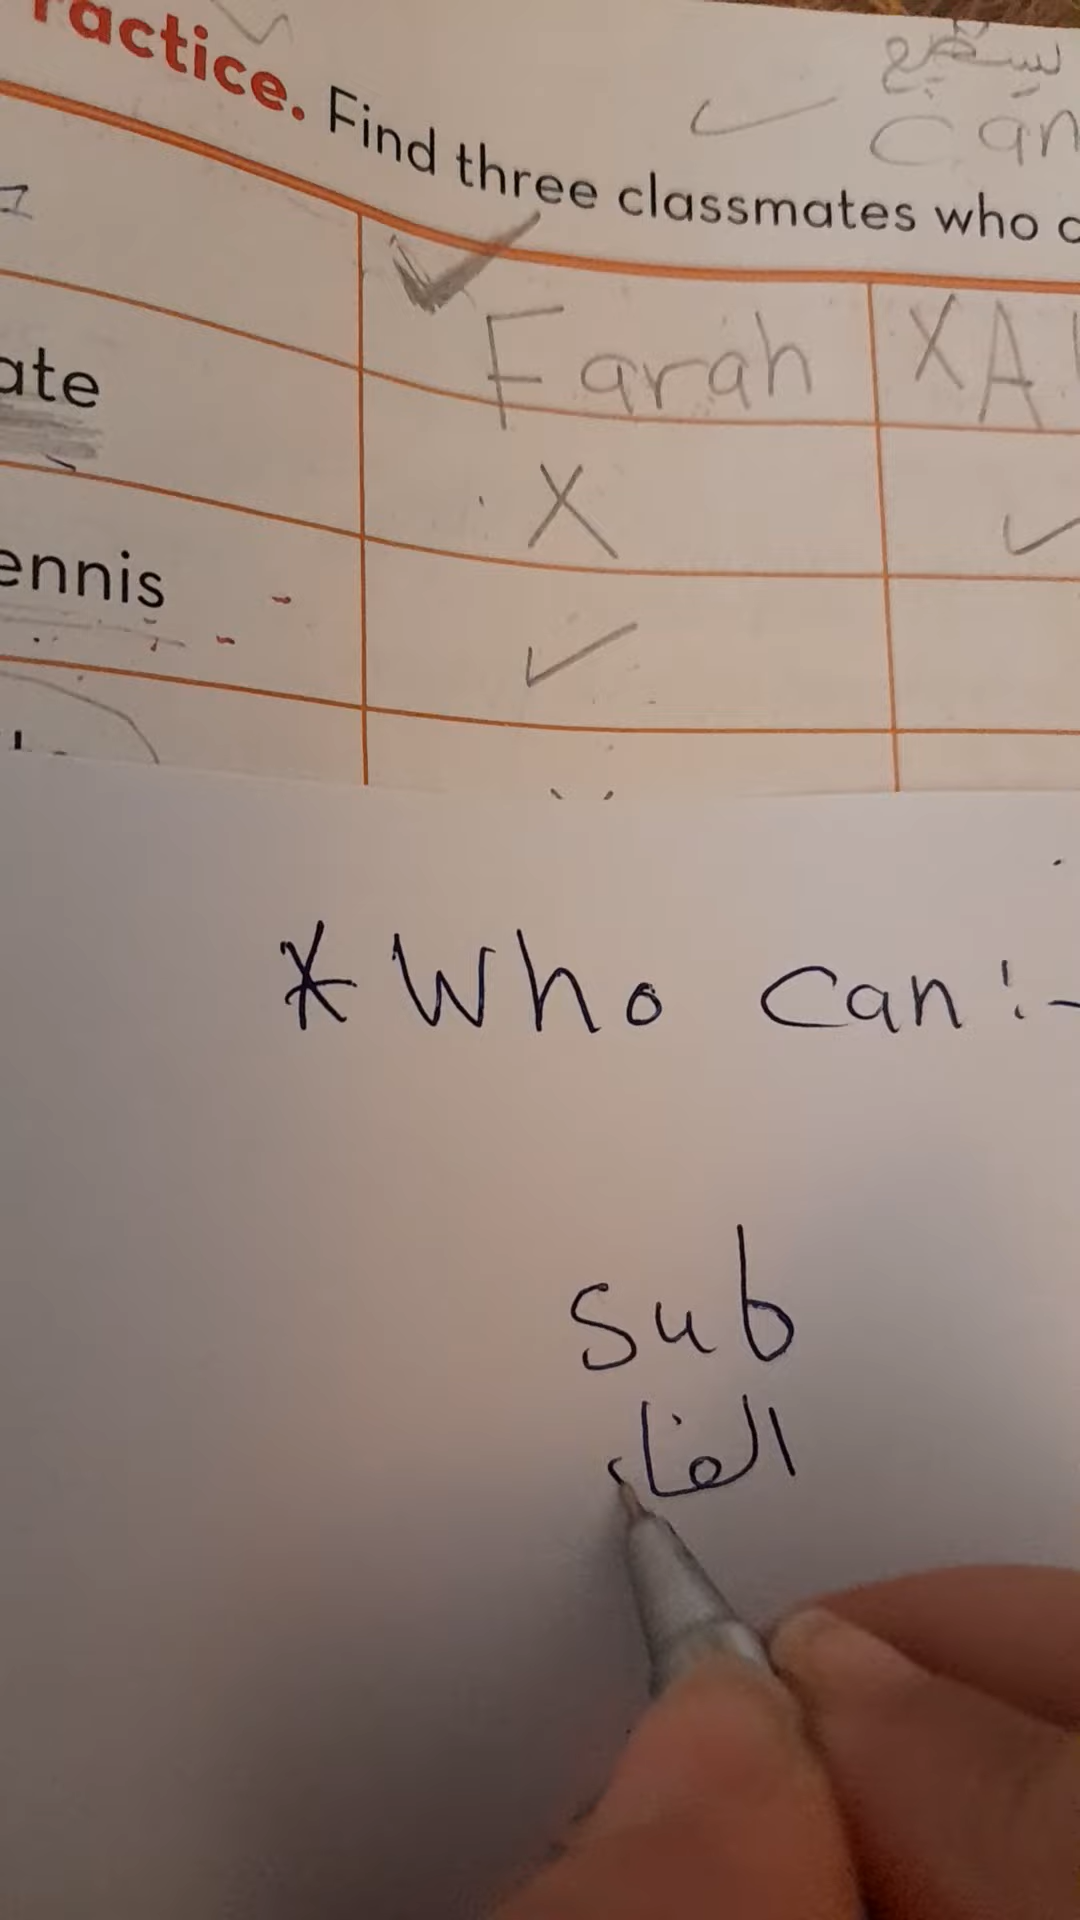 ractice. Find three classmates who c
يستطيع
can
Farah
XA
ate
X
ennis
* Who can :-
Sub
الفا